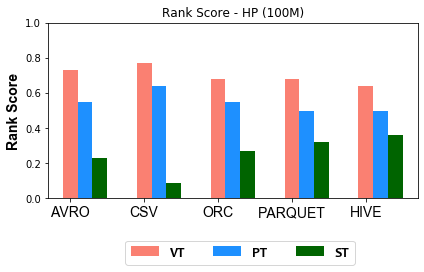 Rank Score - HP (100M)
1.0
0.8
0.6
0.4
0.2
0.0
Rank Score
AVRO CSV ORC PARQUET HIVE
VT PT ST